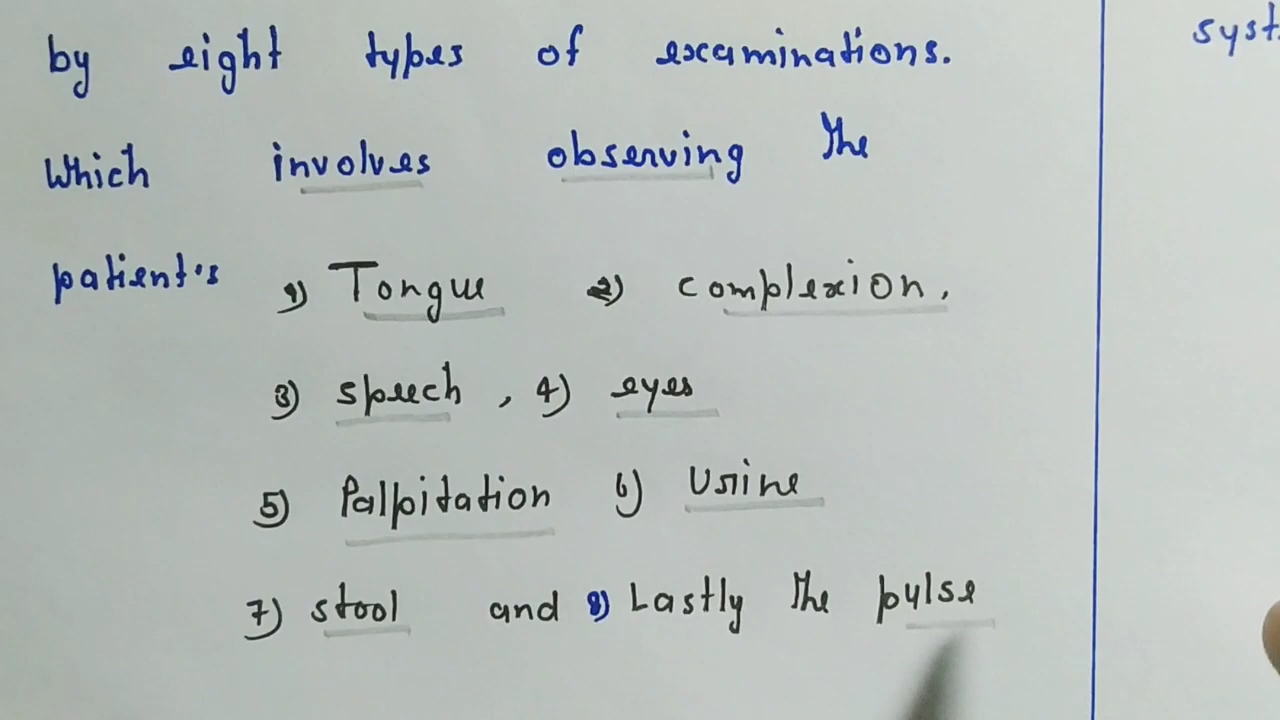 by eight types of examinations.
Which involves observing the
patient's 1) Tongue 2) complexion.
3) speech, 4) eyes
5) Palpitation 6) Urine
7) stool and 8) Lastly the pulse
syst